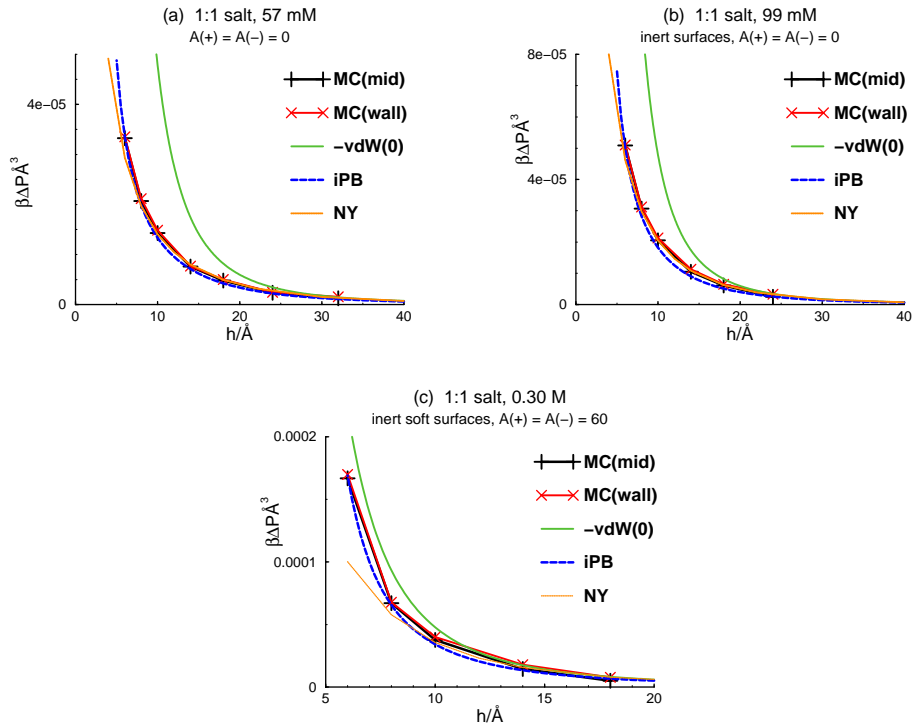 (a) 1:1 salt, 57 mM
A(+) = A(−) = 0
4e−05
0
βΔPÅ³
0
10
20
30
40
h/Å
MC(mid)
MC(wall)
−vdW(0)
iPB
NY
(b) 1:1 salt, 99 mM
inert surfaces, A(+) = A(−) = 0
8e−05
4e−05
0
βΔPÅ³
0
10
20
30
40
h/Å
MC(mid)
MC(wall)
−vdW(0)
iPB
NY
(c) 1:1 salt, 0.30 M
inert soft surfaces, A(+) = A(−) = 60
0.0002
0.0001
0
βΔPÅ³
5
10
15
20
h/Å
MC(mid)
MC(wall)
−vdW(0)
iPB
NY